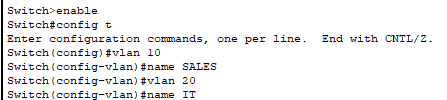 Switch>enable
Switch#config t
Enter configuration commands, one per line.  End with CNTL/Z.
Switch(config)#vlan 10
Switch(config-vlan)#name SALES
Switch(config-vlan)#vlan 20
Switch(config-vlan)#name IT